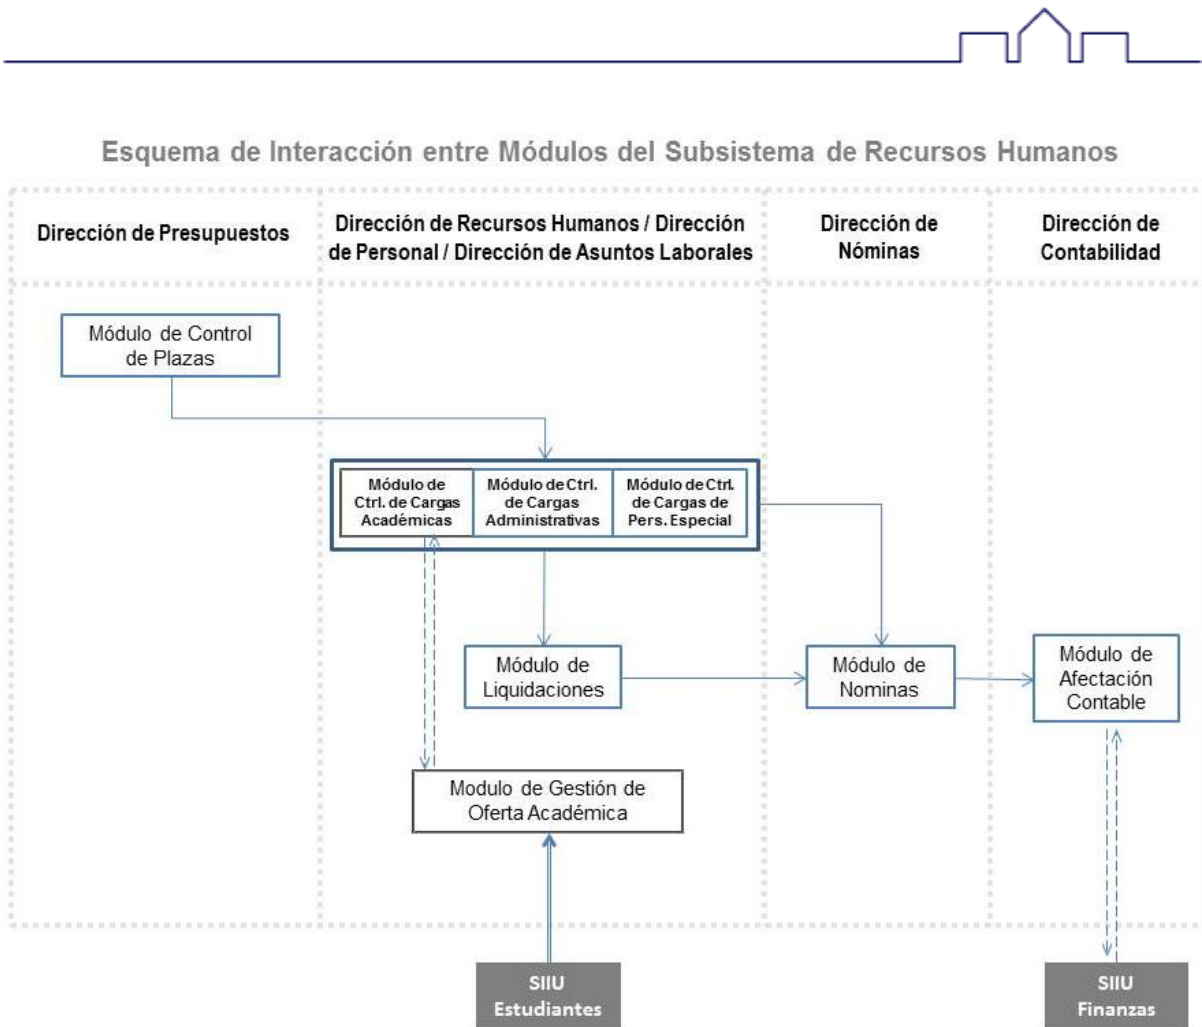 Esquema de Interacción entre Módulos del Subsistema de Recursos Humanos
Dirección de Presupuestos
Dirección de Recursos Humanos / Dirección
de Personal / Dirección de Asuntos Laborales
Dirección de
Nóminas
Dirección de
Contabilidad
Módulo de Control
de Plazas
Módulo de
Ctrl. de Cargas
Académicas
Módulo de Ctrl.
de Cargas
Administrativas
Módulo de Ctrl.
de Cargas de
Pers. Especial
Módulo de
Liquidaciones
Módulo de
Nominas
Módulo de
Afectación
Contable
Modulo de Gestión de
Oferta Académica
SIIU
Estudiantes
SIIU
Finanzas